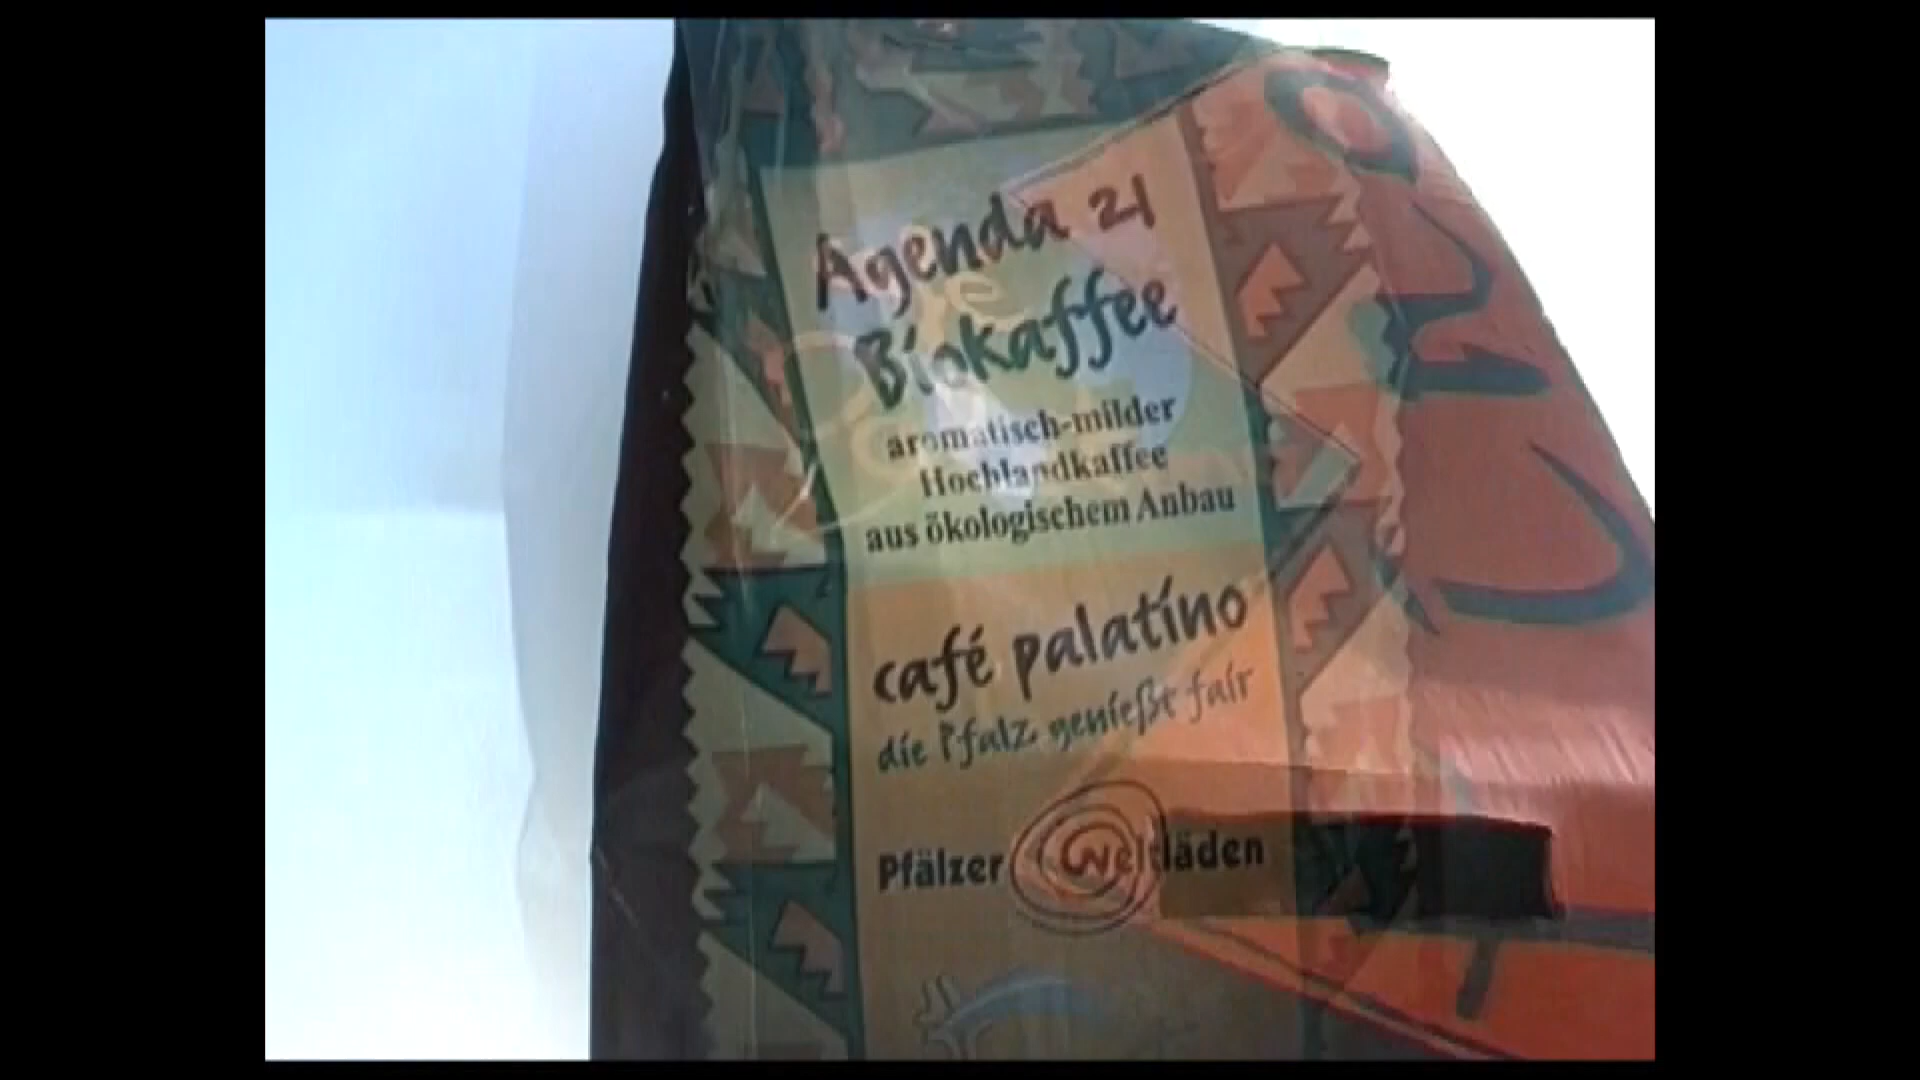 Agenda 21
Biokaffee
aromatisch-milder
Hochlandkaffee
aus ökologischem Anbau
café palatino
die Pfalz genießt fair
Pfälzer Weltläden